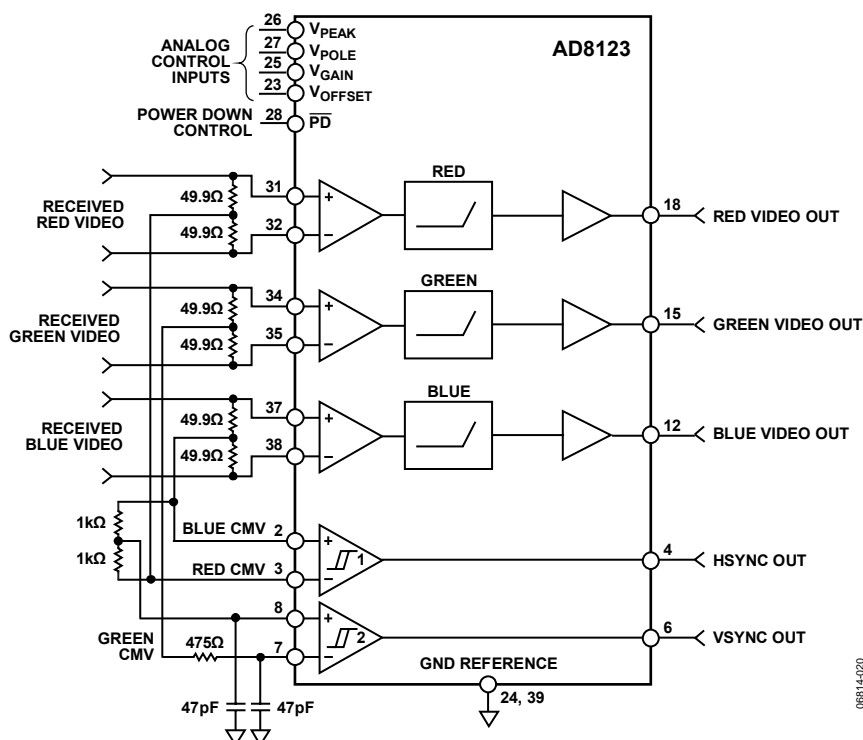 AD8123
ANALOG
CONTROL
INPUTS
26
VPEAK
27
VPOLE
25
VGAIN
23
VOFFSET
POWER DOWN
CONTROL
28
PD
RECEIVED
RED VIDEO
49.9Ω
49.9Ω
31
32
+
–
RED
18
RED VIDEO OUT
RECEIVED
GREEN VIDEO
49.9Ω
49.9Ω
34
35
+
–
GREEN
15
GREEN VIDEO OUT
RECEIVED
BLUE VIDEO
49.9Ω
49.9Ω
37
38
+
–
BLUE
12
BLUE VIDEO OUT
1kΩ
1kΩ
BLUE CMV
2
RED CMV
3
+
–
1
4
HSYNC OUT
GREEN
CMV
475Ω
8
7
+
–
2
6
VSYNC OUT
47pF
47pF
GND REFERENCE
24, 39
06814-020